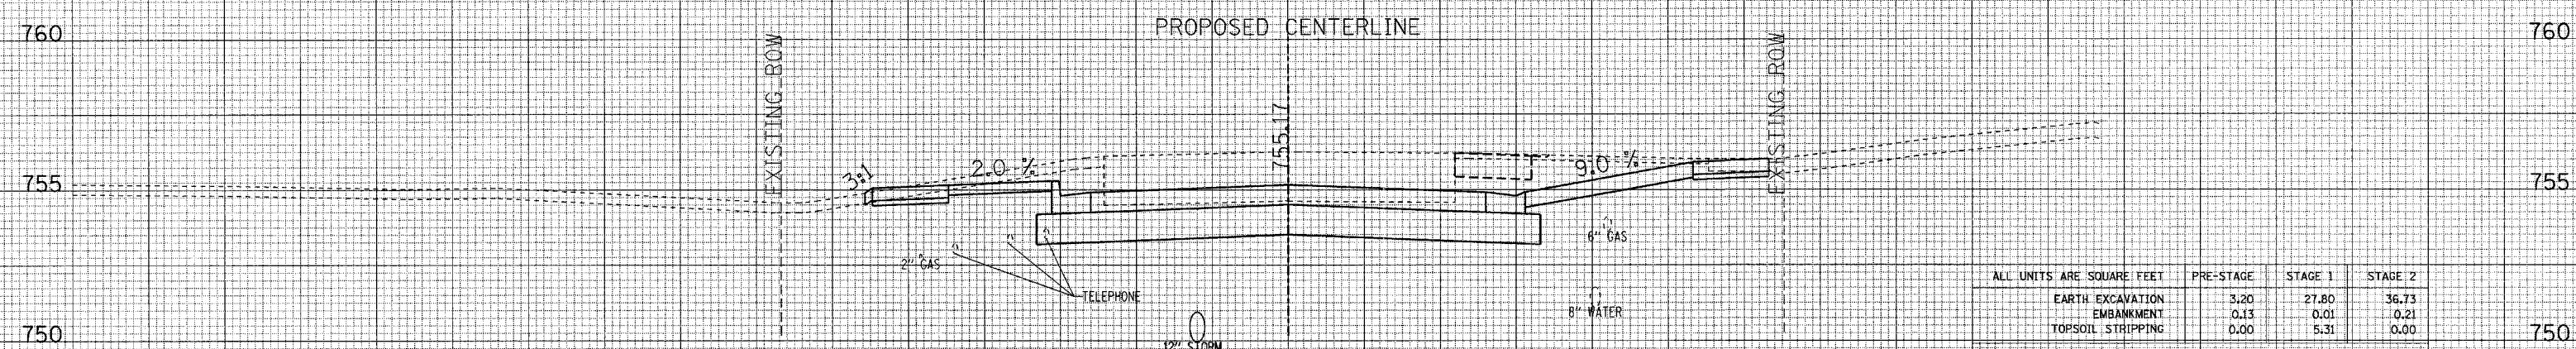 PROPOSED CENTERLINE
760
760
EXISTING ROW
EXISTING ROW
755.17
3:1
2.0 %
9.0 %
755
755
6" GAS
2" GAS
TELEPHONE
8" WATER
12" STORM
ALL UNITS ARE SQUARE FEET PRE-STAGE STAGE 1 STAGE 2
EARTH EXCAVATION 3.20 27.80 36.73
EMBANKMENT 0.13 0.01 0.21
TOPSOIL STRIPPING 0.00 5.31 0.00
750
750